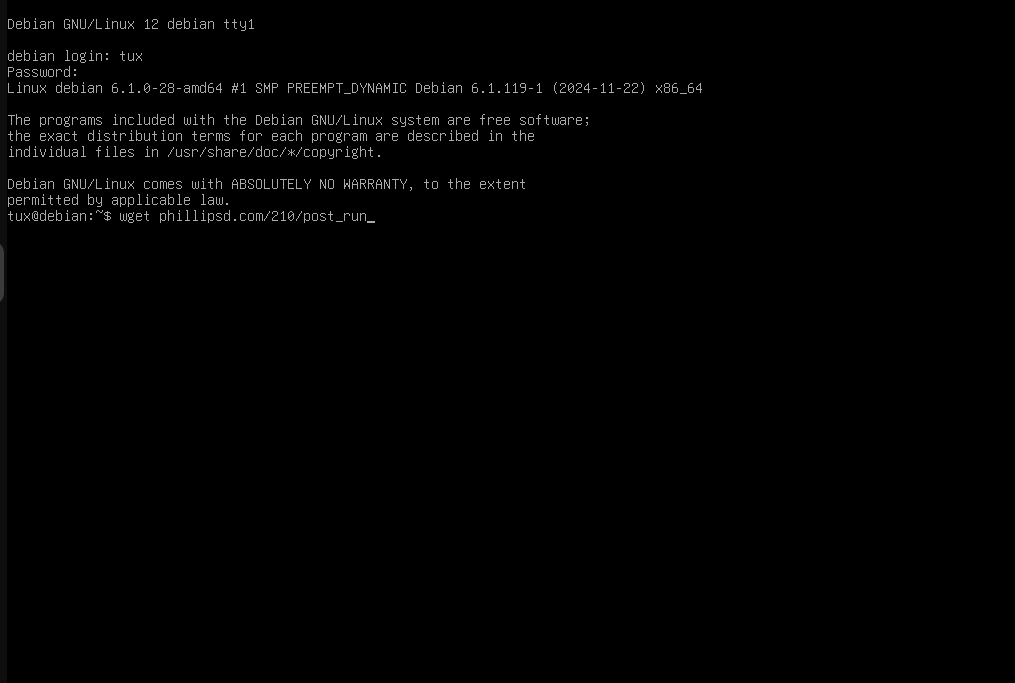 Debian GNU/Linux 12 debian tty1
debian login: tux
Password:
Linux debian 6.1.0-28-amd64 #1 SMP PREEMPT_DYNAMIC Debian 6.1.119-1 (2024-11-22) x86_64
The programs included with the Debian GNU/Linux system are free software;
the exact distribution terms for each program are described in the
individual files in /usr/share/doc/*/copyright.
Debian GNU/Linux comes with ABSOLUTELY NO WARRANTY, to the extent
permitted by applicable law.
tux@debian:~$ wget phillipsd.com/210/post_run_